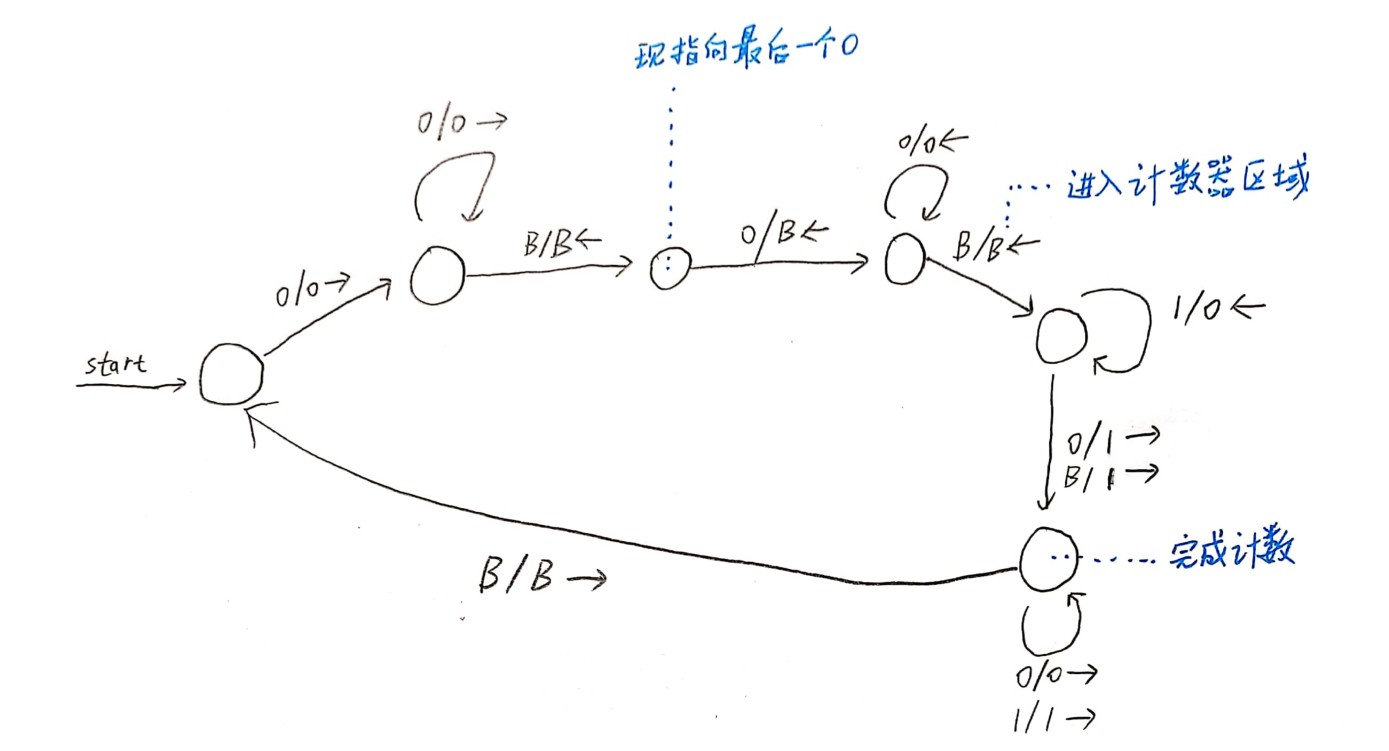 现指向最后一个0
0/0→
0/0←
进入计数器区域
B/B←
0/B←
B/B←
0/0→
1/0←
start
0/1→
B/1→
完成计数
B/B→
0/0→
1/1→